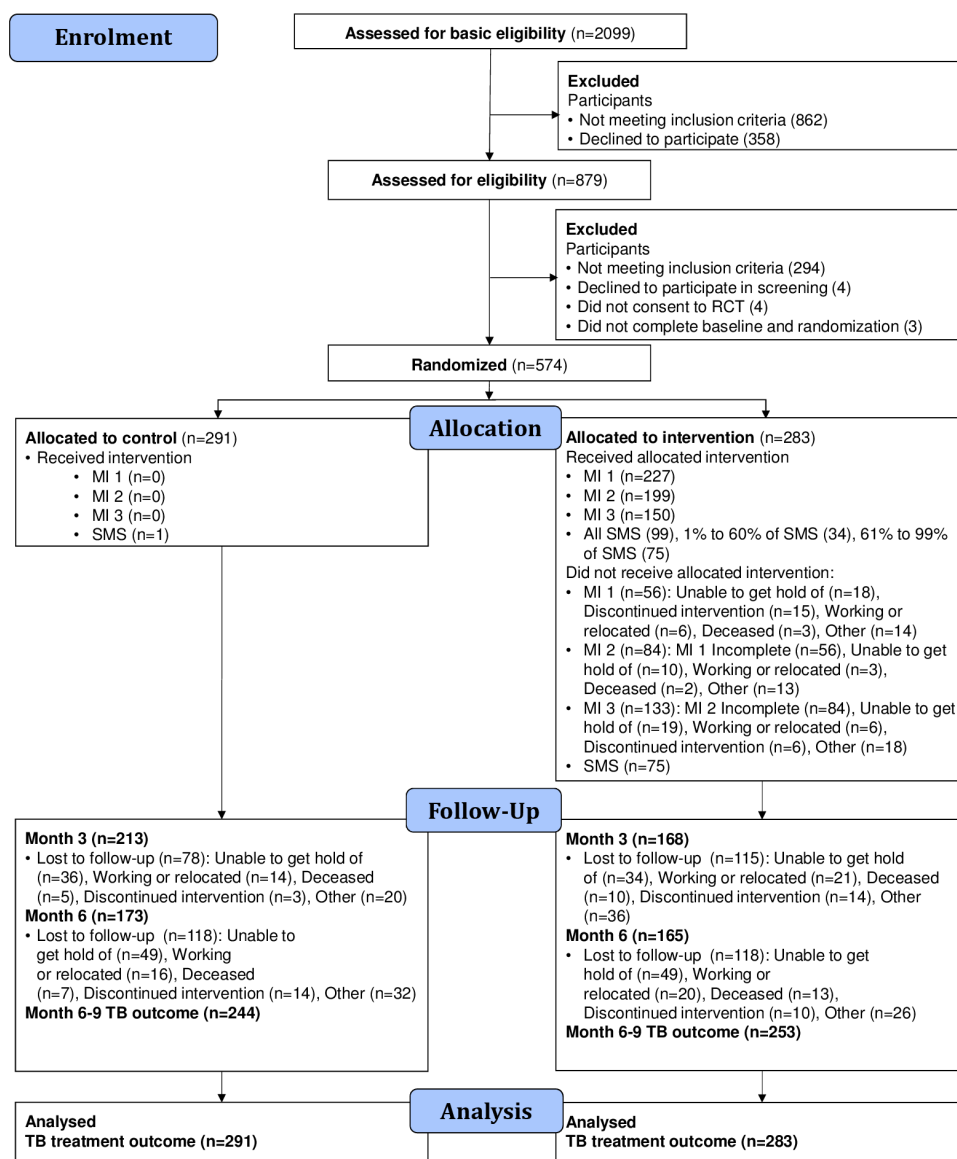 Enrolment
Assessed for basic eligibility (n=2099)
Excluded
Participants
• Not meeting inclusion criteria (862)
• Declined to participate (358)
Assessed for eligibility (n=879)
Excluded
Participants
• Not meeting inclusion criteria (294)
• Declined to participate in screening (4)
• Did not consent to RCT (4)
• Did not complete baseline and randomization (3)
Randomized (n=574)
Allocation
Allocated to control (n=291)
• Received intervention
• MI 1 (n=0)
• MI 2 (n=0)
• MI 3 (n=0)
• SMS (n=1)
Allocated to intervention (n=283)
Received allocated intervention
• MI 1 (n=227)
• MI 2 (n=199)
• MI 3 (n=150)
• All SMS (99), 1% to 60% of SMS (34), 61% to 99%
of SMS (75)
Did not receive allocated intervention:
• MI 1 (n=56): Unable to get hold of (n=18),
Discontinued intervention (n=15), Working or
relocated (n=6), Deceased (n=3), Other (n=14)
• MI 2 (n=84): MI 1 Incomplete (n=56), Unable to get
hold of (n=10), Working or relocated (n=3),
Deceased (n=2), Other (n=13)
• MI 3 (n=133): MI 2 Incomplete (n=84), Unable to get
hold of (n=19), Working or relocated (n=6),
Discontinued intervention (n=6), Other (n=18)
• SMS (n=75)
Follow-Up
Month 3 (n=213)
• Lost to follow-up (n=78): Unable to get hold of
(n=36), Working or relocated (n=14), Deceased
(n=5), Discontinued intervention (n=3), Other (n=20)
Month 6 (n=173)
• Lost to follow-up (n=118): Unable to
get hold of (n=49), Working
or relocated (n=16), Deceased
(n=7), Discontinued intervention (n=14), Other (n=32)
Month 6-9 TB outcome (n=244)
Month 3 (n=168)
• Lost to follow-up (n=115): Unable to get hold
of (n=34), Working or relocated (n=21), Deceased
(n=10), Discontinued intervention (n=14), Other
(n=36)
Month 6 (n=165)
• Lost to follow-up (n=118): Unable to get
hold of (n=49), Working or
relocated (n=20), Deceased (n=13),
Discontinued intervention (n=10), Other (n=26)
Month 6-9 TB outcome (n=253)
Analysis
Analysed
TB treatment outcome (n=291)
Analysed
TB treatment outcome (n=283)